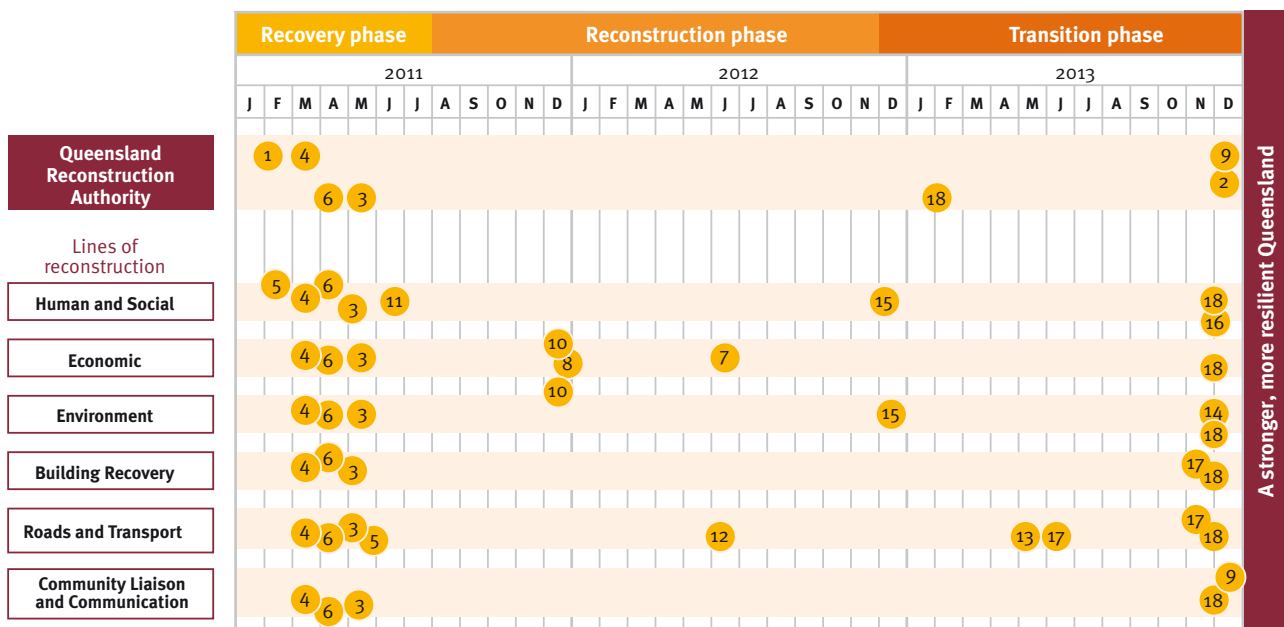 Recovery phase Reconstruction phase Transition phase
2011 2012 2013
J F M A M J J A S O N D J F M A M J J A S O N D J F M A M J J A S O N D
Queensland
Reconstruction
Authority
1 4 9
2
6 3 18
Lines of
reconstruction
Human and Social
5 6
4 3 11 15 18
16
Economic
10
4 6 3 8 7 18
10
Environment
4 6 3 15 14
18
Building Recovery
6 17
4 3 18
Roads and Transport
3 17
4 6 5 12 13 17 18
Community Liaison
and Communication
9
4 6 3 18
A stronger, more resilient Queensland